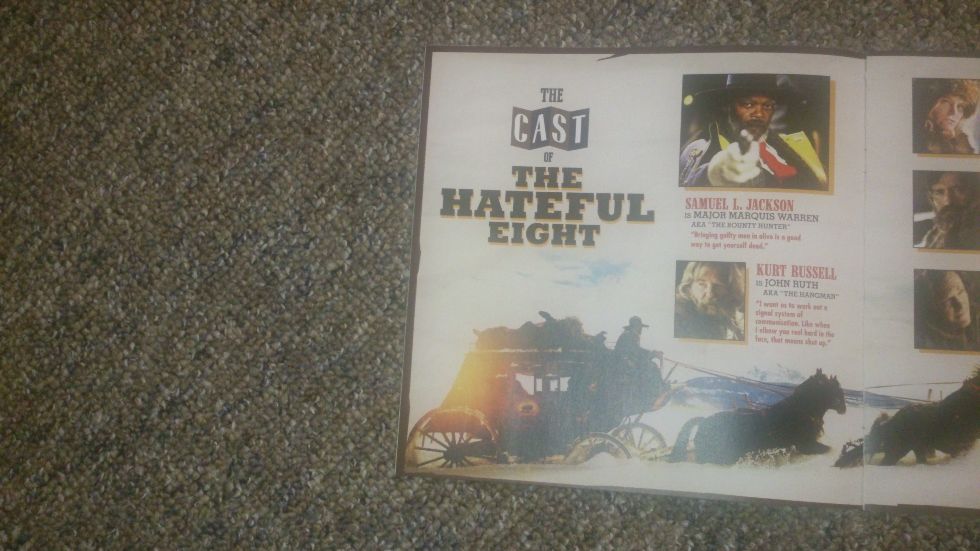 THE
CAST
OF
THE
HATEFUL
EIGHT
SAMUEL L. JACKSON
IS MAJOR MARQUIS WARREN
AKA "THE BOUNTY HUNTER"
"Bringing guilty men in alive is a good
way to get yourself dead."
KURT RUSSELL
IS JOHN RUTH
AKA "THE HANGMAN"
"I want us to work out a
signal system of
communication. Like when
I elbow you real hard in the
face, that means shut up."